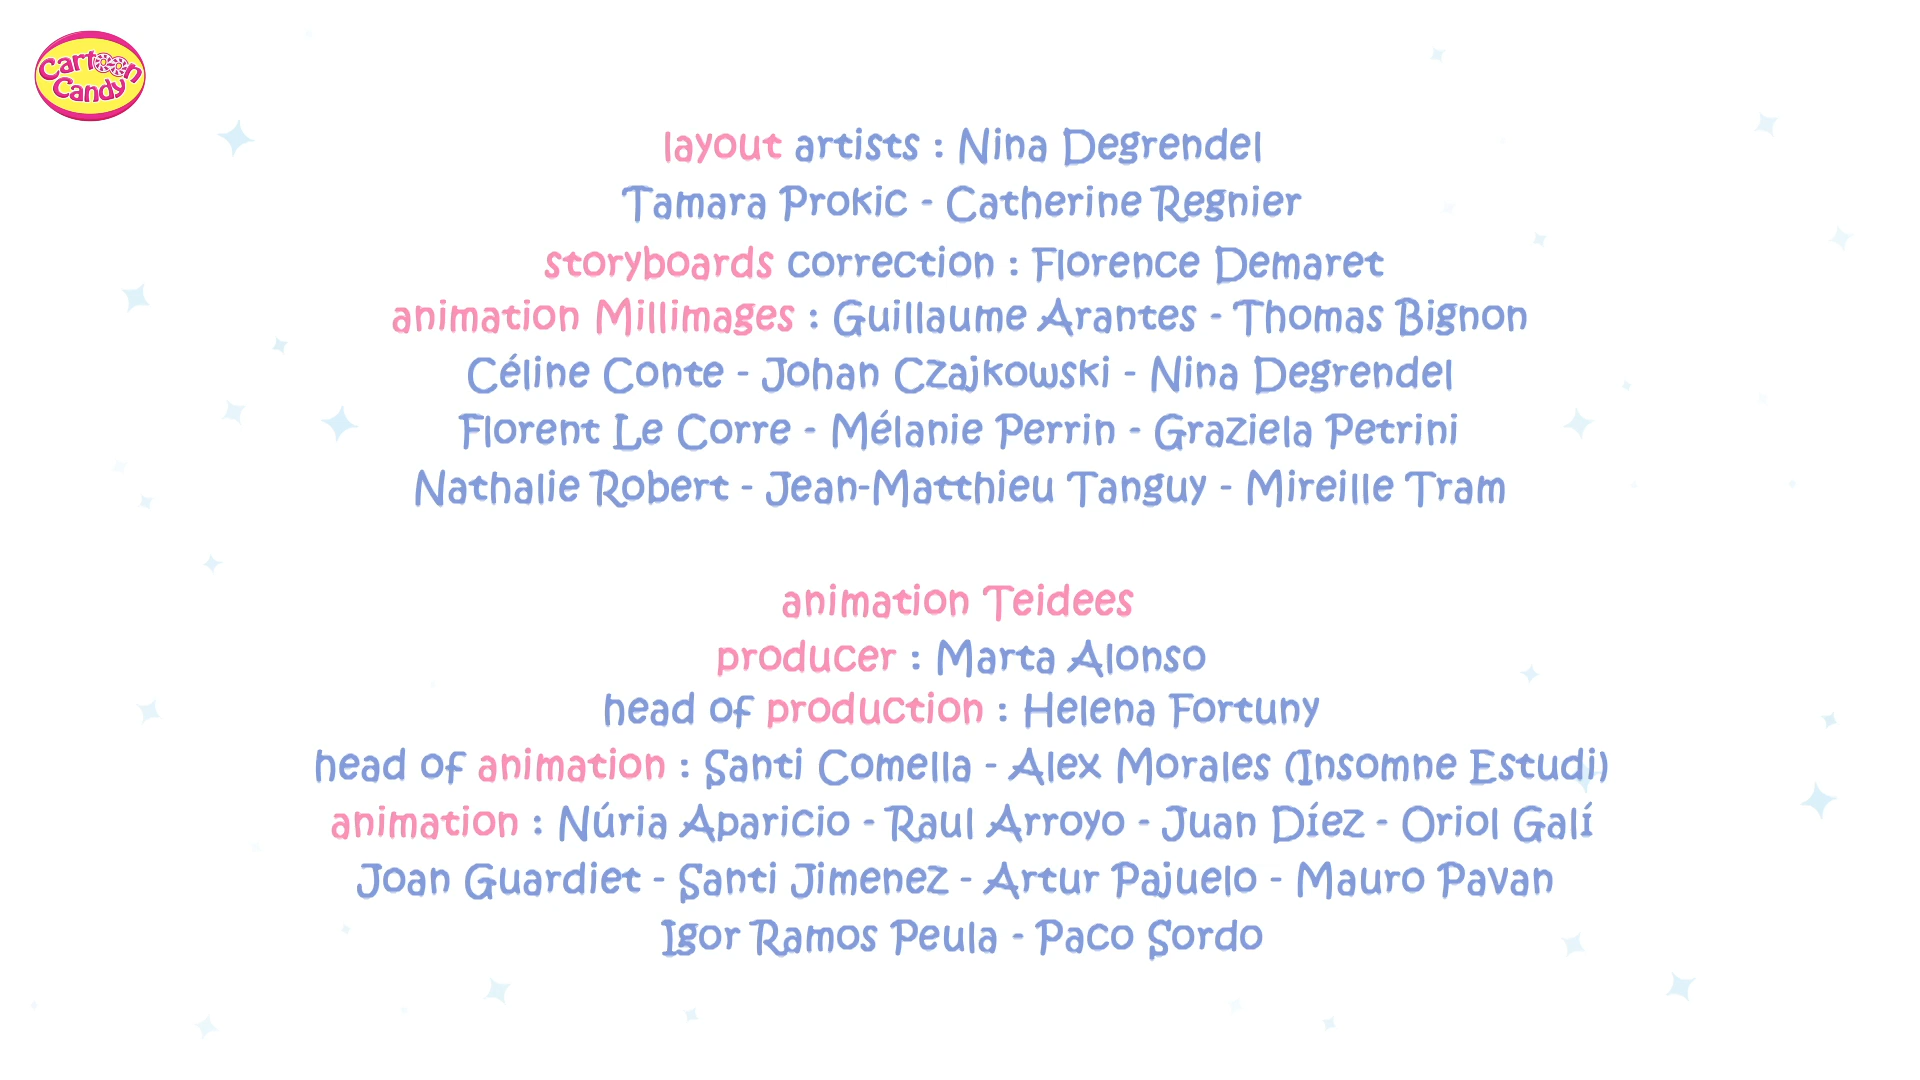 Cartoon
Candy
layout artists : Nina Degrendel
Tamara Prokic - Catherine Regnier
storyboards correction : Florence Demaret
animation Millimages : Guillaume Arantes - Thomas Bignon
Céline Conte - Johan Czajkowski - Nina Degrendel
Florent Le Corre - Mélanie Perrin - Graziela Petrini
Nathalie Robert - Jean-Matthieu Tanguy - Mireille Tram
animation Teidees
producer : Marta Alonso
head of production : Helena Fortuny
head of animation : Santi Comella - Alex Morales (Insomne Estudi)
animation : Núria Aparicio - Raul Arroyo - Juan Díez - Oriol Galí
Joan Guardiet - Santi Jimenez - Artur Pajuelo - Mauro Pavan
Igor Ramos Peula - Paco Sordo